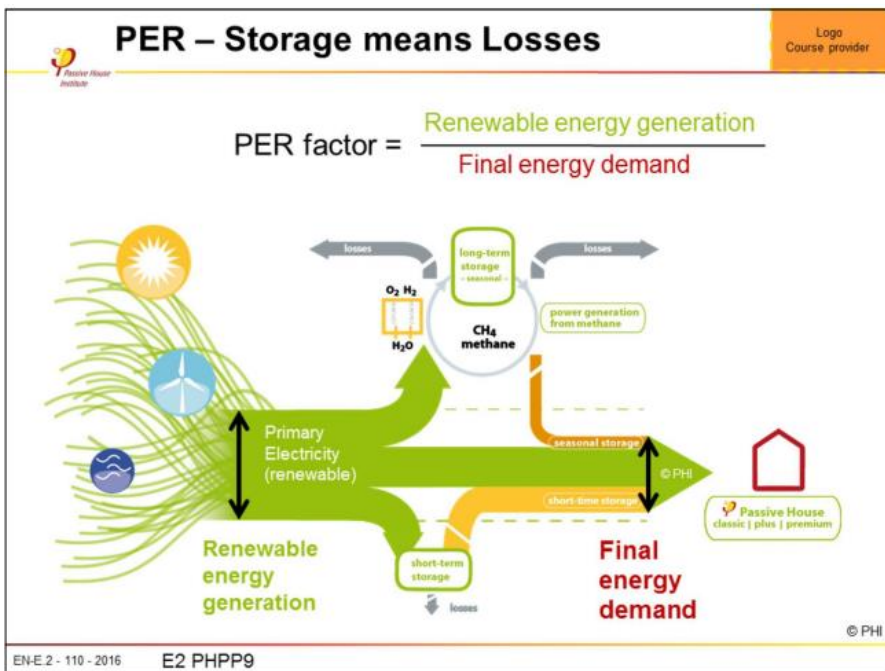 PER – Storage means Losses
Logo
Course provider
Passive House
Institute
PER factor =
Renewable energy generation
Final energy demand
losses
long-term
storage
– seasonal –
losses
O2 H2
H2O
CH4
methane
power generation
from methane
Primary
Electricity
(renewable)
seasonal storage
© PHI
short-time storage
Passive House
classic | plus | premium
Renewable
energy
generation
short-term
storage
losses
Final
energy
demand
© PHI
EN-E.2 - 110 - 2016
E2 PHPP9